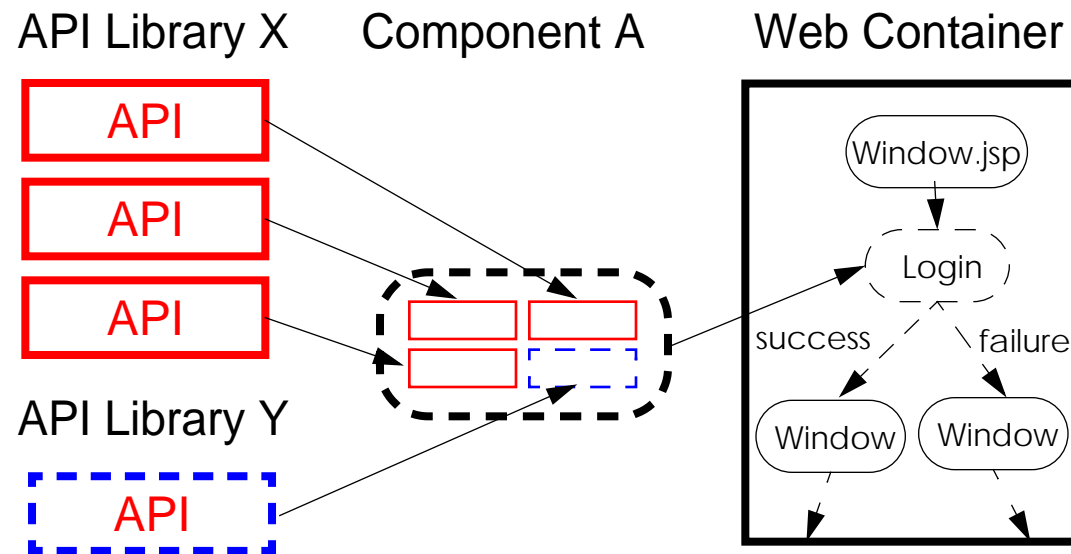 API Library X
Component A
Web Container
API
API
API
API Library Y
API
Window.jsp
Login
success
failure
Window
Window